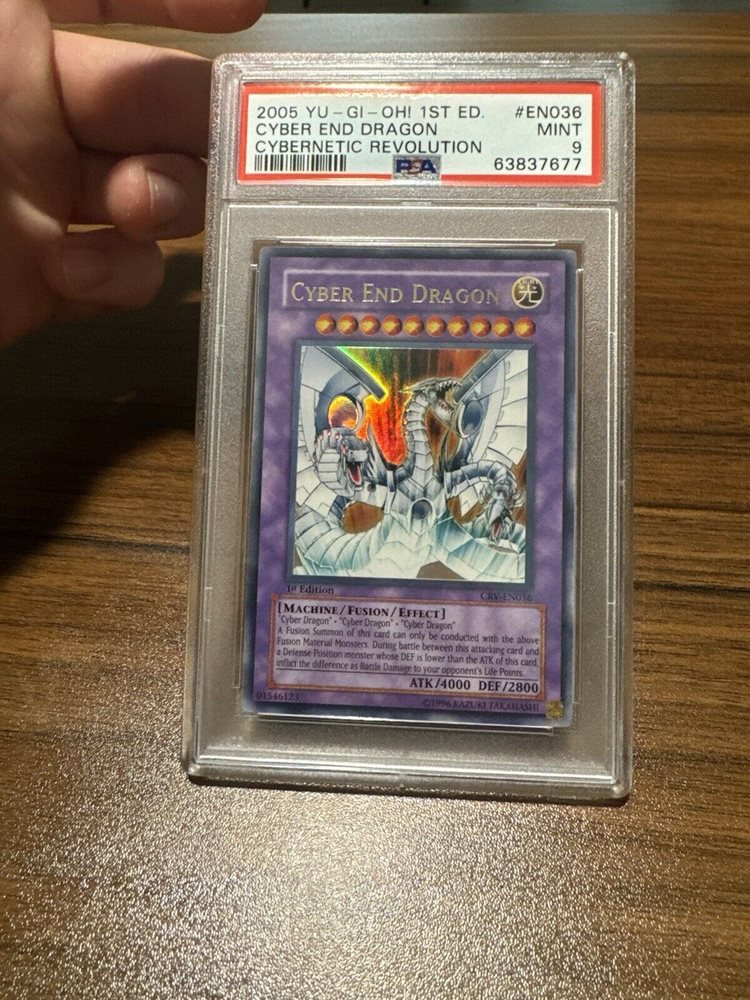 2005 YU-GI-OH! 1ST ED. #EN036
CYBER END DRAGON MINT
CYBERNETIC REVOLUTION 9
PSA 63837677
CYBER END DRAGON
光
1st Edition CRV-EN036
[MACHINE/FUSION/EFFECT]
"Cyber Dragon" + "Cyber Dragon" + "Cyber Dragon"
A Fusion Summon of this card can only be conducted with the above
Fusion Material Monsters. During battle between this attacking card and
a Defense Position monster whose DEF is lower than the ATK of this card,
inflict the difference as Battle Damage to your opponent's Life Points.
ATK/4000 DEF/2800
01546123 ©1996 KAZUKI TAKAHASHI